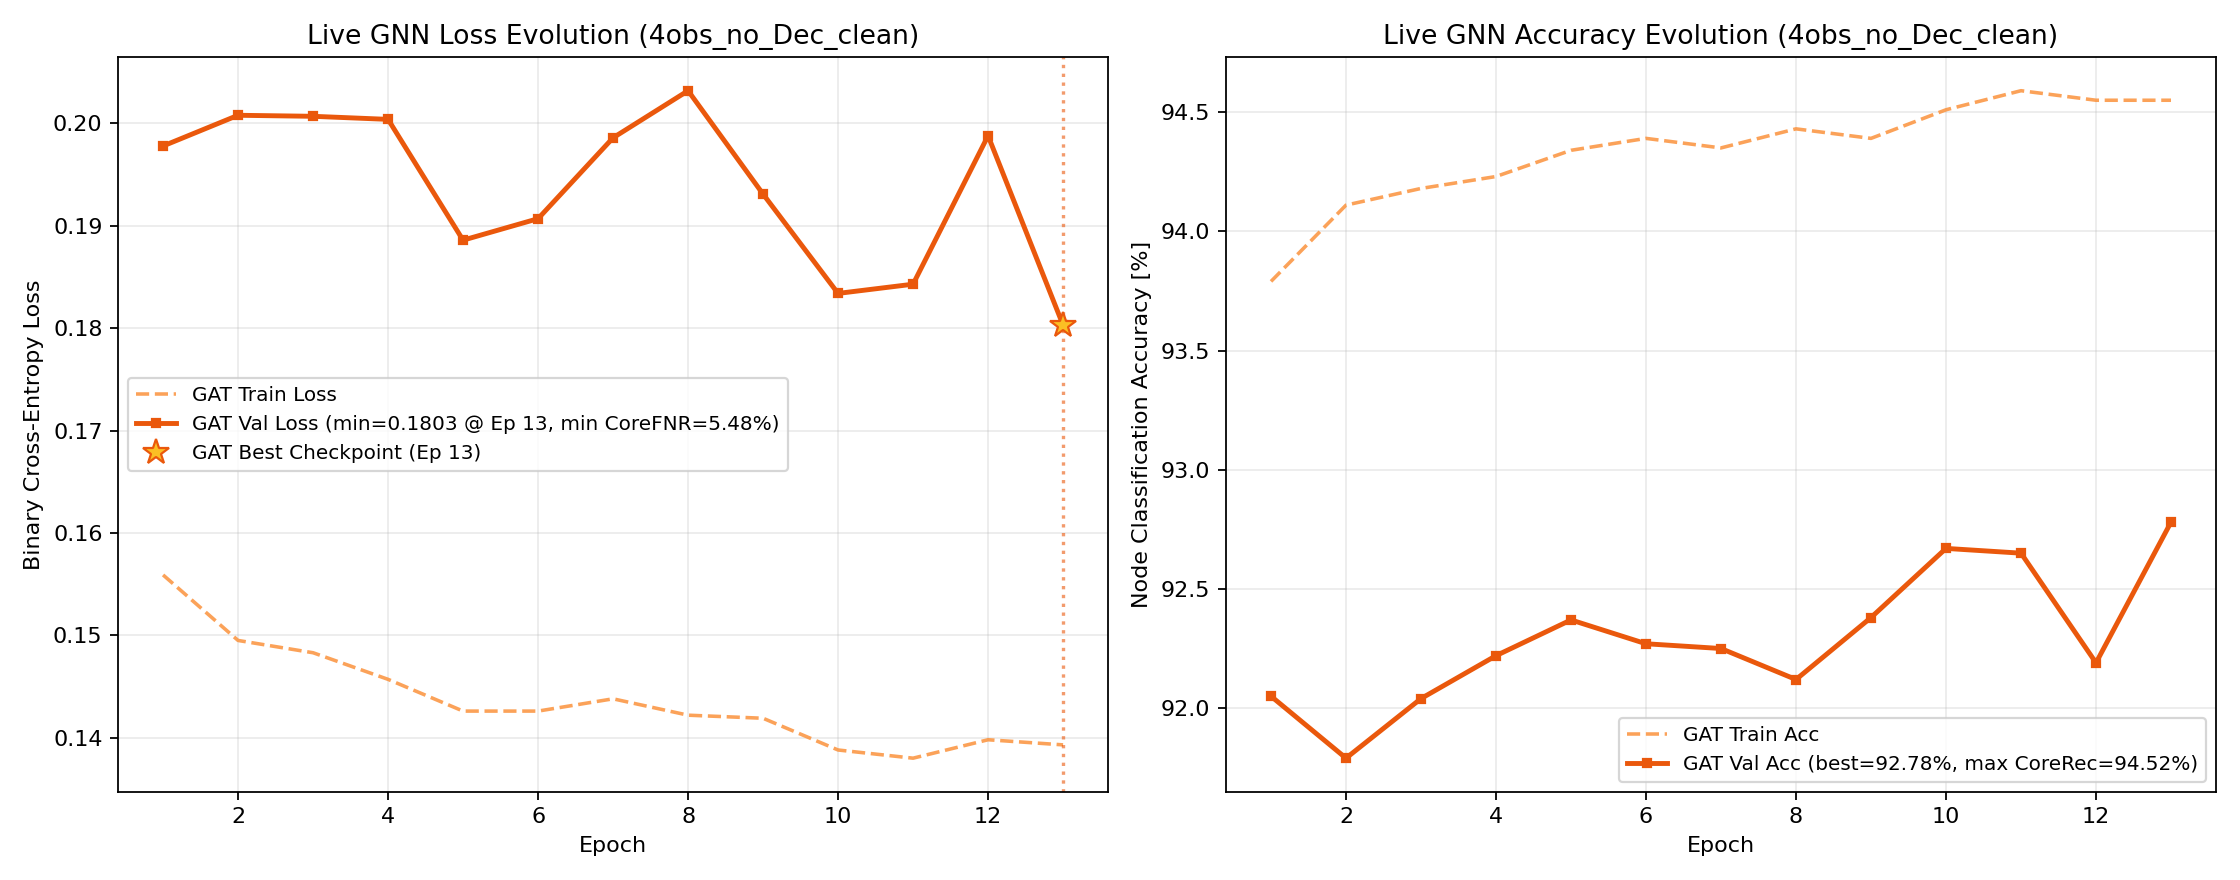 Live GNN Loss Evolution (4obs_no_Dec_clean)
Binary Cross-Entropy Loss
0.20
0.19
0.18
0.17
0.16
0.15
0.14
GAT Train Loss
GAT Val Loss (min=0.1803 @ Ep 13, min CoreFNR=5.48%)
GAT Best Checkpoint (Ep 13)
2 4 6 8 10 12
Epoch
Live GNN Accuracy Evolution (4obs_no_Dec_clean)
Node Classification Accuracy [%]
94.5
94.0
93.5
93.0
92.5
92.0
GAT Train Acc
GAT Val Acc (best=92.78%, max CoreRec=94.52%)
2 4 6 8 10 12
Epoch